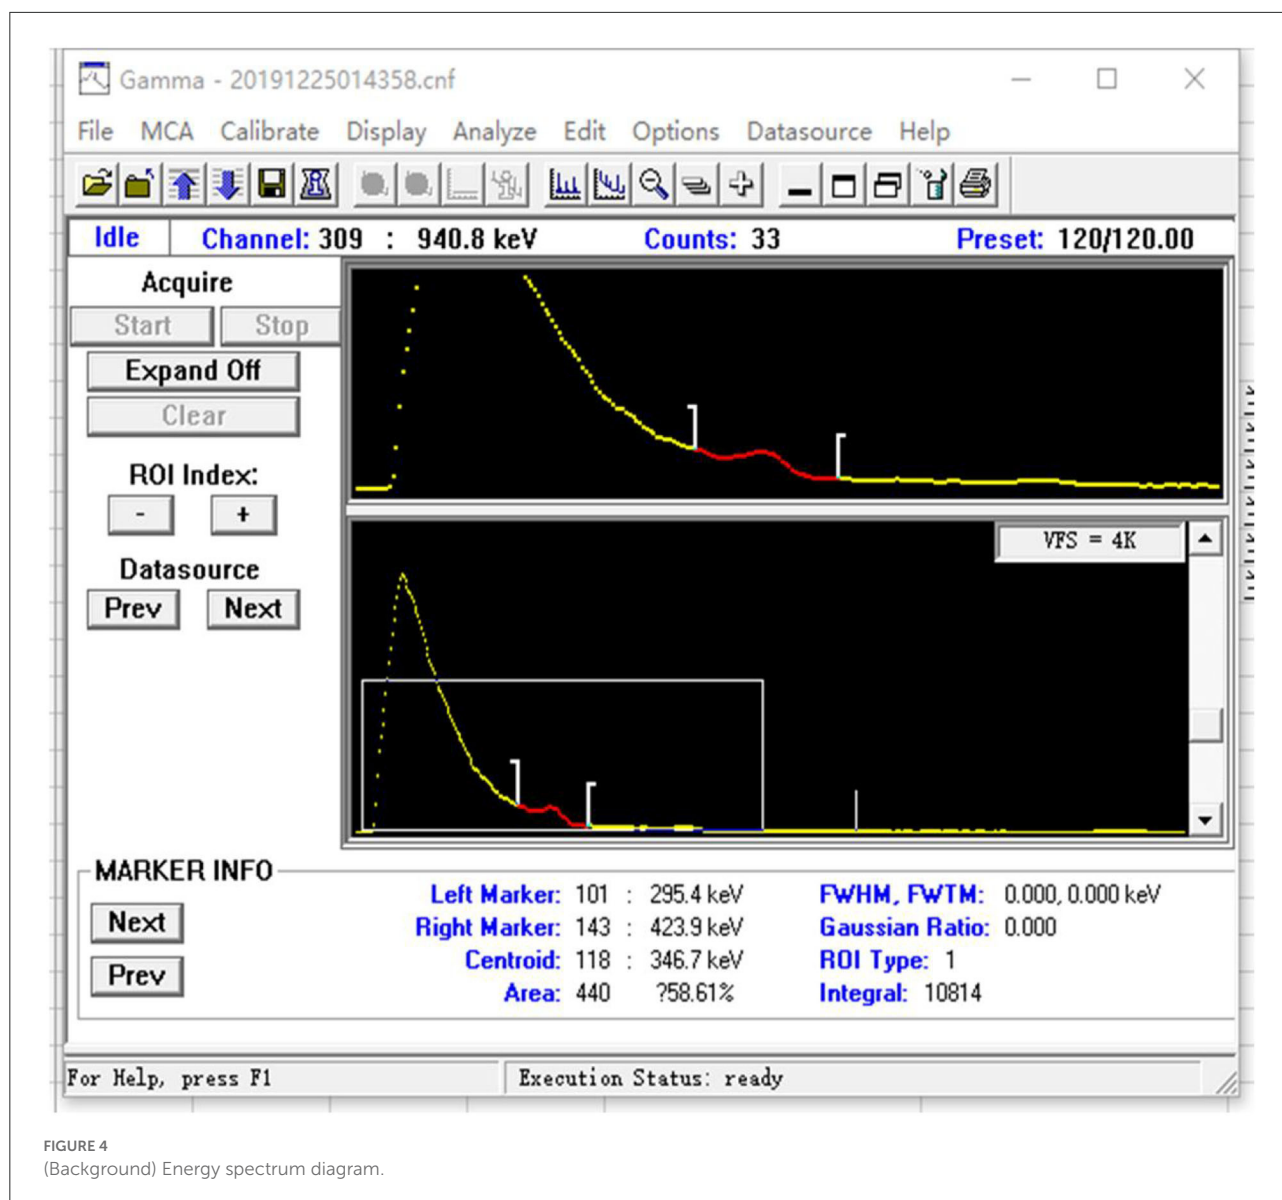 Gamma - 20191225014358.cnf
File MCA Calibrate Display Analyze Edit Options Datasource Help
Idle Channel: 309 : 940.8 keV Counts: 33 Preset: 120/120.00
Acquire
Start Stop
Expand Off
Clear
ROI Index:
- +
Datasource
Prev Next
VFS = 4K
MARKER INFO
Next
Prev
Left Marker: 101 : 295.4 keV
Right Marker: 143 : 423.9 keV
Centroid: 118 : 346.7 keV
Area: 440 ?58.61%
FWHM, FWTM: 0.000, 0.000 keV
Gaussian Ratio: 0.000
ROI Type: 1
Integral: 10814
For Help, press F1
Execution Status: ready
FIGURE 4
(Background) Energy spectrum diagram.